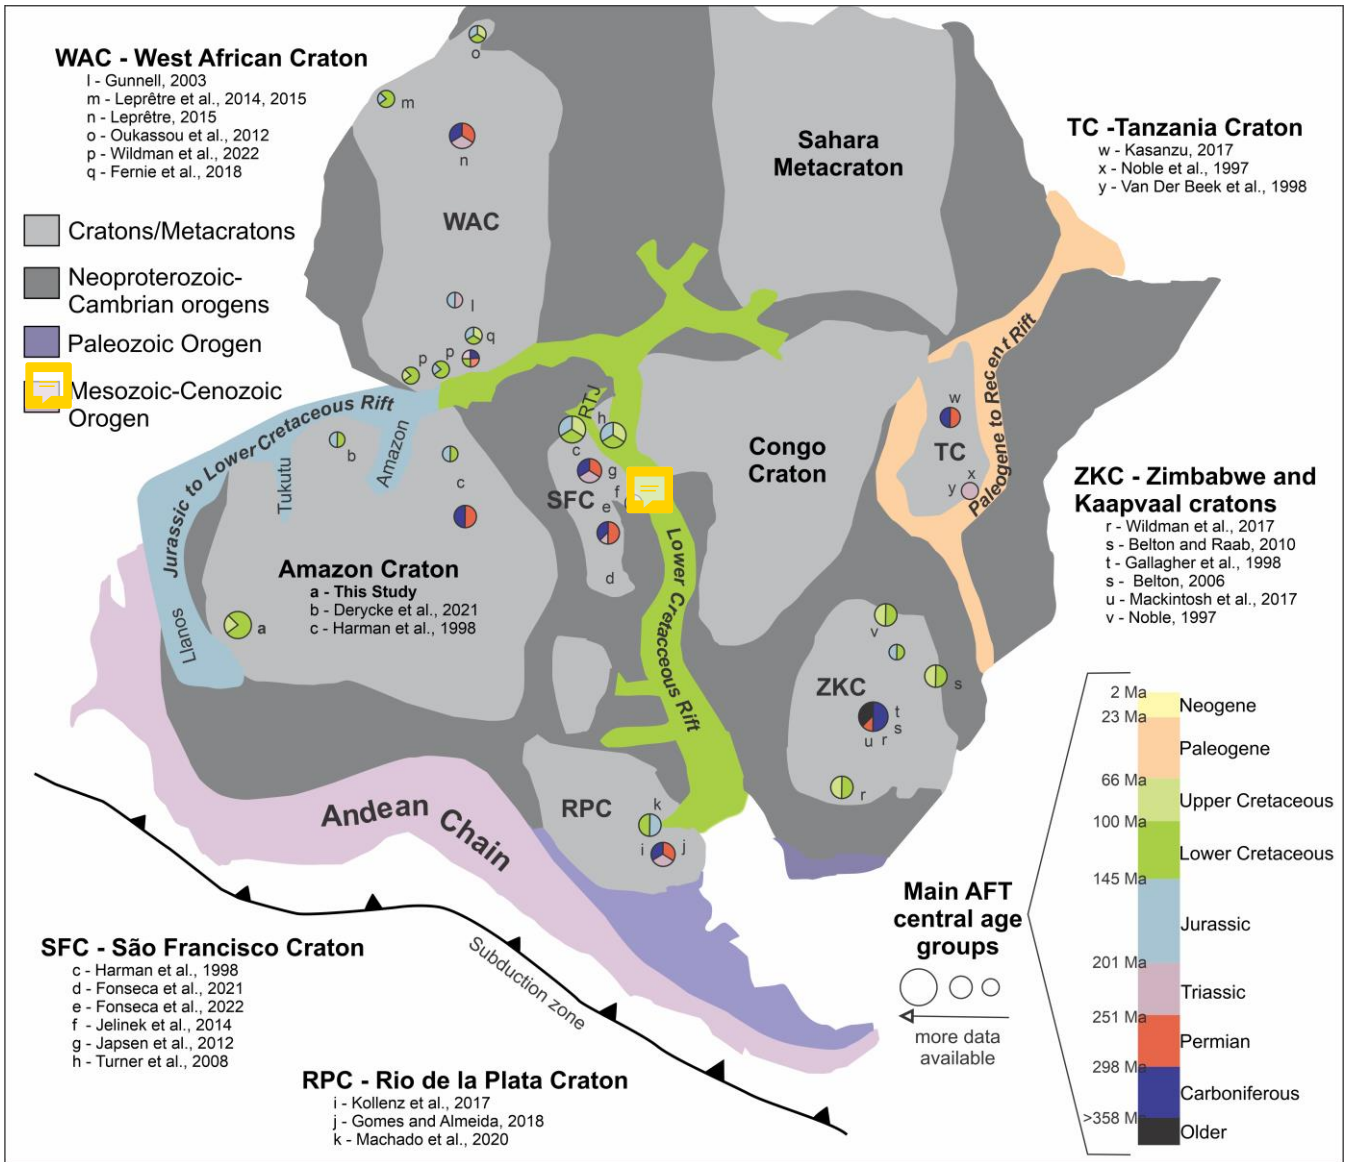 WAC - West African Craton
l - Gunnell, 2003
m - Leprêtre et al., 2014, 2015
n - Leprêtre, 2015
o - Oukassou et al., 2012
p - Wildman et al., 2022
q - Fernie et al., 2018
Cratons/Metacratons
Neoproterozoic-
Cambrian orogens
Paleozoic Orogen
Mesozoic-Cenozoic
Orogen
o
m
n
WAC
l
q
p
p
Sahara
Metacraton
TC -Tanzania Craton
w - Kasanzu, 2017
x - Noble et al., 1997
y - Van Der Beek et al., 1998
Jurassic to Lower Cretaceous Rift
Tukutu
Amazon
Llanos
b
c
a
Amazon Craton
a - This Study
b - Derycke et al., 2021
c - Harman et al., 1998
RTJ
h
c
g
f
SFC
e
d
Lower Cretacceous Rift
Congo
Craton
Paleogene to Recent Rift
w
TC
x
y
ZKC - Zimbabwe and
Kaapvaal cratons
r - Wildman et al., 2017
s - Belton and Raab, 2010
t - Gallagher et al., 1998
s - Belton, 2006
u - Mackintosh et al., 2017
v - Noble, 1997
v
s
ZKC
t
s
u r
r
RPC
k
i
j
Andean Chain
Subduction zone
SFC - São Francisco Craton
c - Harman et al., 1998
d - Fonseca et al., 2021
e - Fonseca et al., 2022
f - Jelinek et al., 2014
g - Japsen et al., 2012
h - Turner et al., 2008
RPC - Rio de la Plata Craton
i - Kollenz et al., 2017
j - Gomes and Almeida, 2018
k - Machado et al., 2020
Main AFT
central age
groups
more data
available
2 Ma
Neogene
23 Ma
Paleogene
66 Ma
Upper Cretaceous
100 Ma
Lower Cretaceous
145 Ma
Jurassic
201 Ma
Triassic
251 Ma
Permian
298 Ma
Carboniferous
>358 Ma
Older